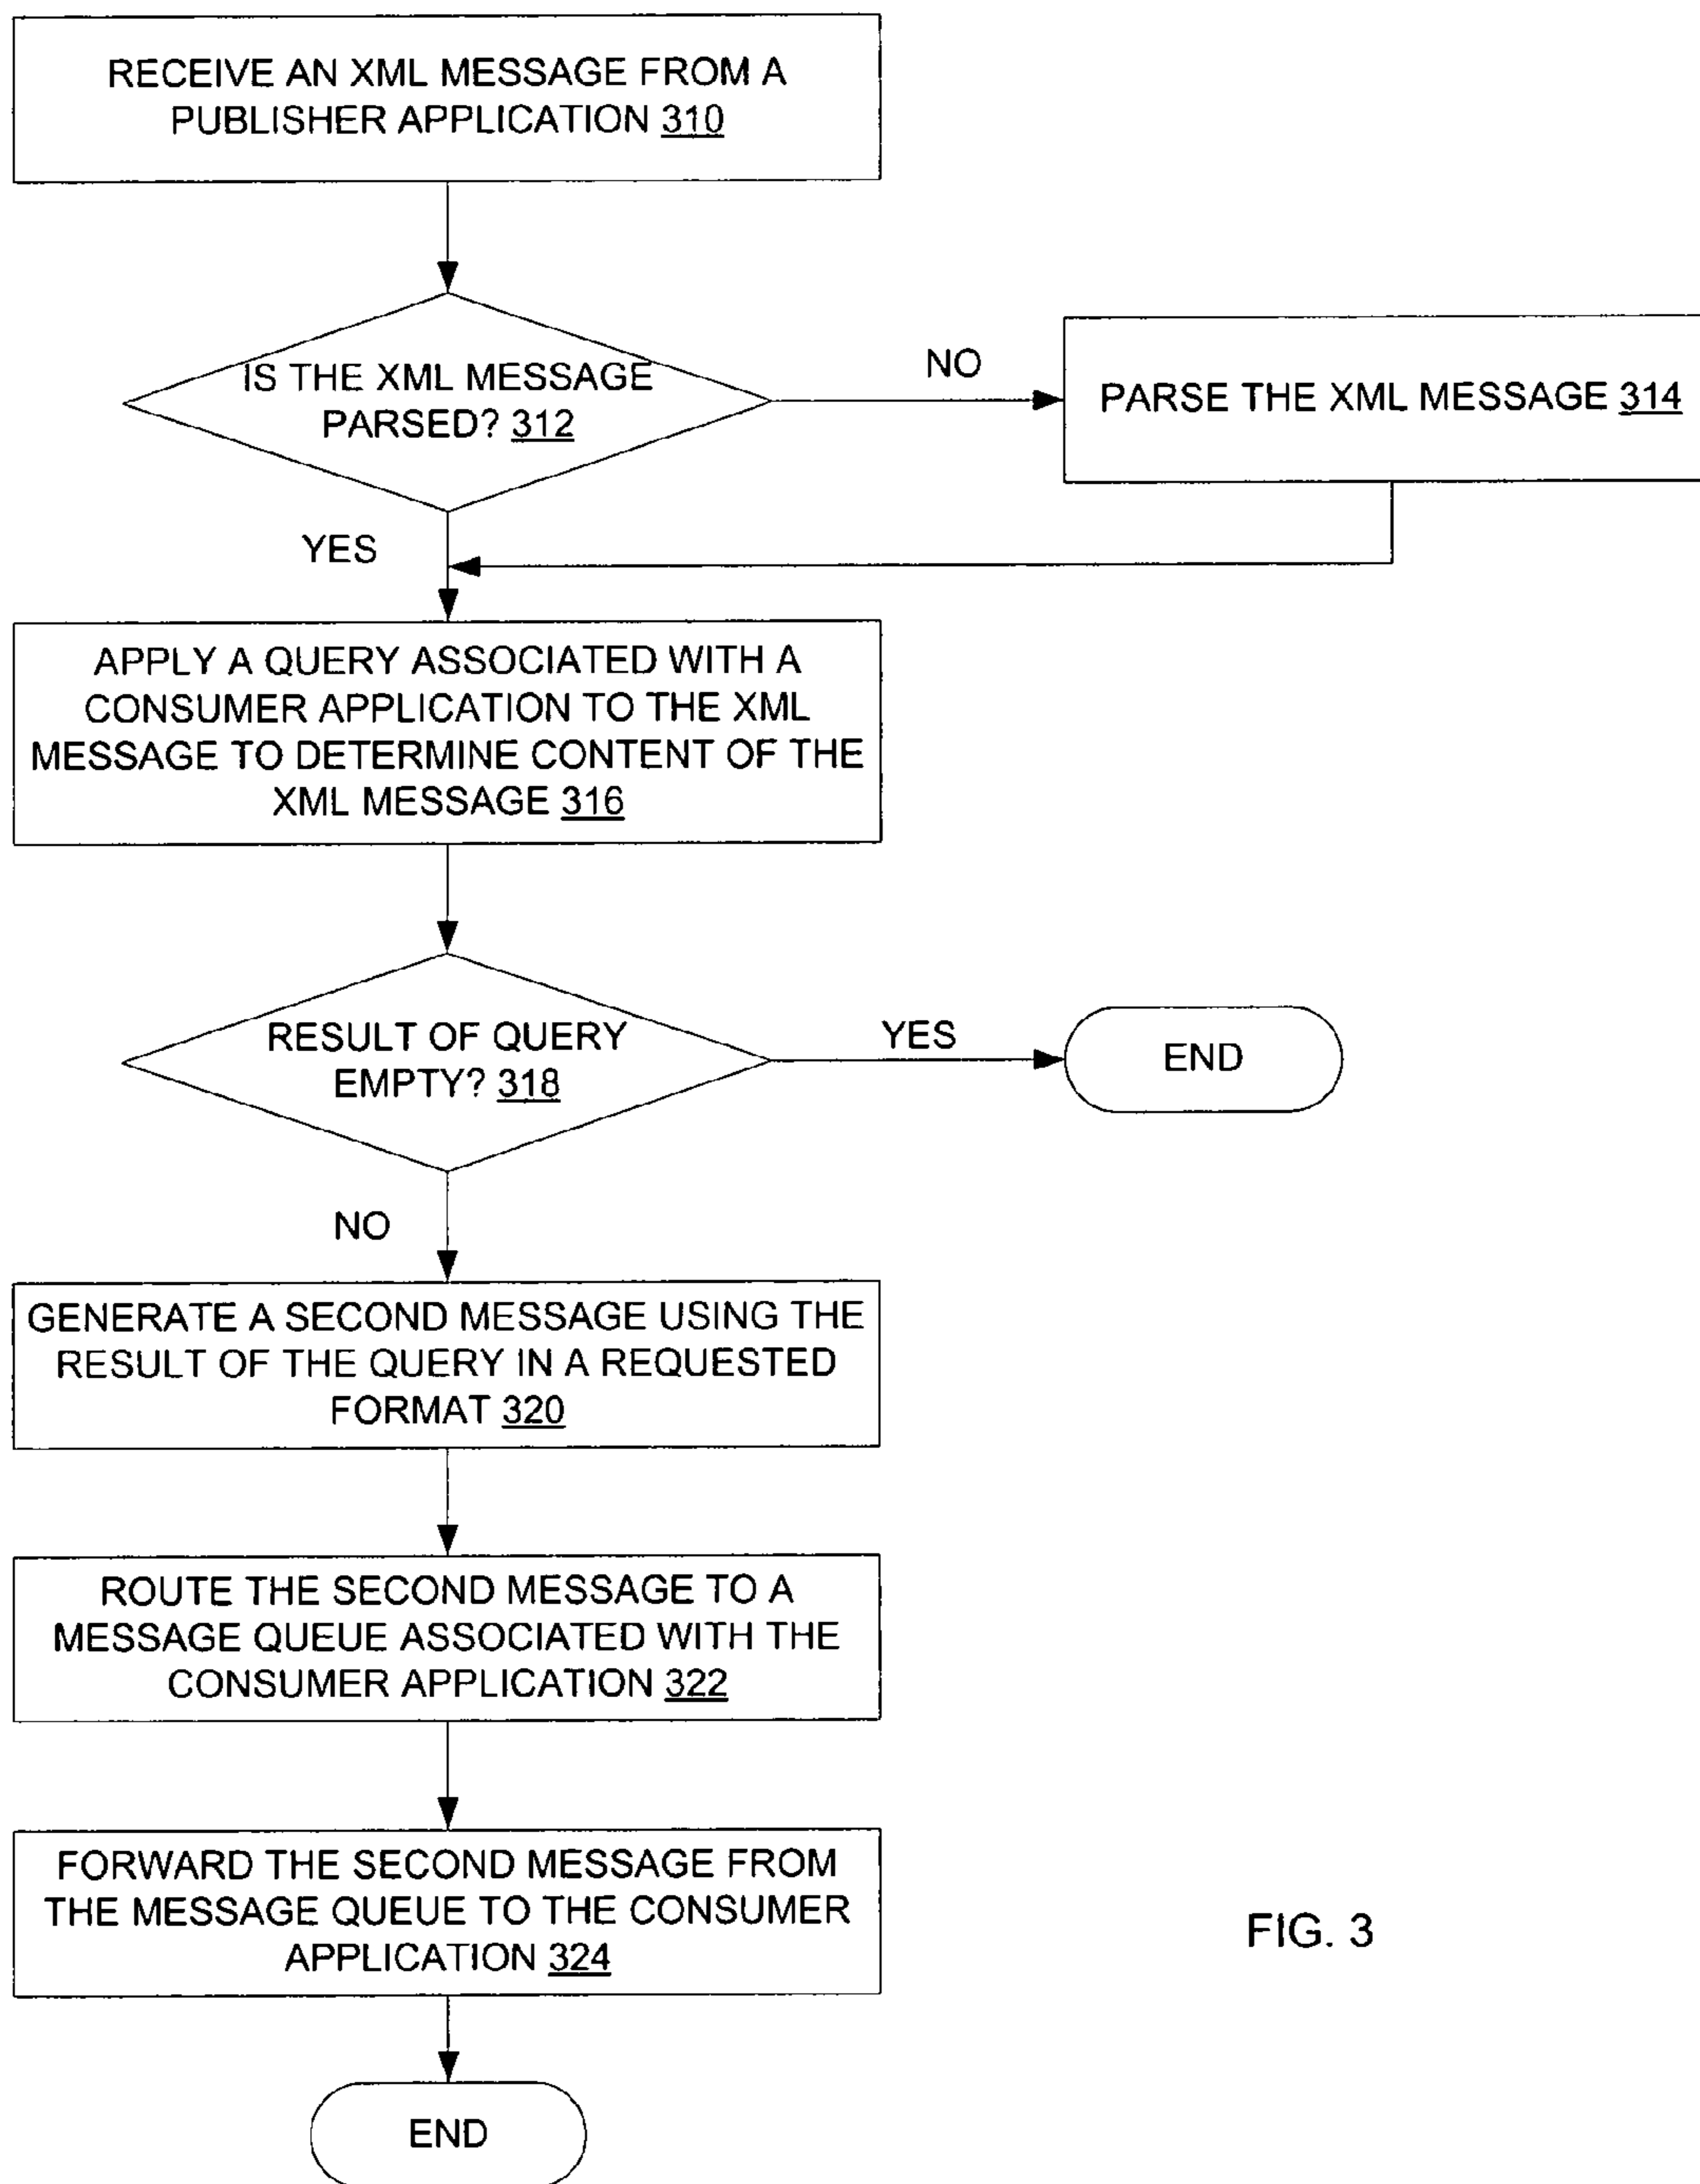 RECEIVE AN XML MESSAGE FROM A
PUBLISHER APPLICATION 310
IS THE XML MESSAGE
PARSED? 312
NO
PARSE THE XML MESSAGE 314
YES
APPLY A QUERY ASSOCIATED WITH A
CONSUMER APPLICATION TO THE XML
MESSAGE TO DETERMINE CONTENT OF THE
XML MESSAGE 316
RESULT OF QUERY
EMPTY? 318
YES
END
NO
GENERATE A SECOND MESSAGE USING THE
RESULT OF THE QUERY IN A REQUESTED
FORMAT 320
ROUTE THE SECOND MESSAGE TO A
MESSAGE QUEUE ASSOCIATED WITH THE
CONSUMER APPLICATION 322
FORWARD THE SECOND MESSAGE FROM
THE MESSAGE QUEUE TO THE CONSUMER
APPLICATION 324
FIG. 3
END